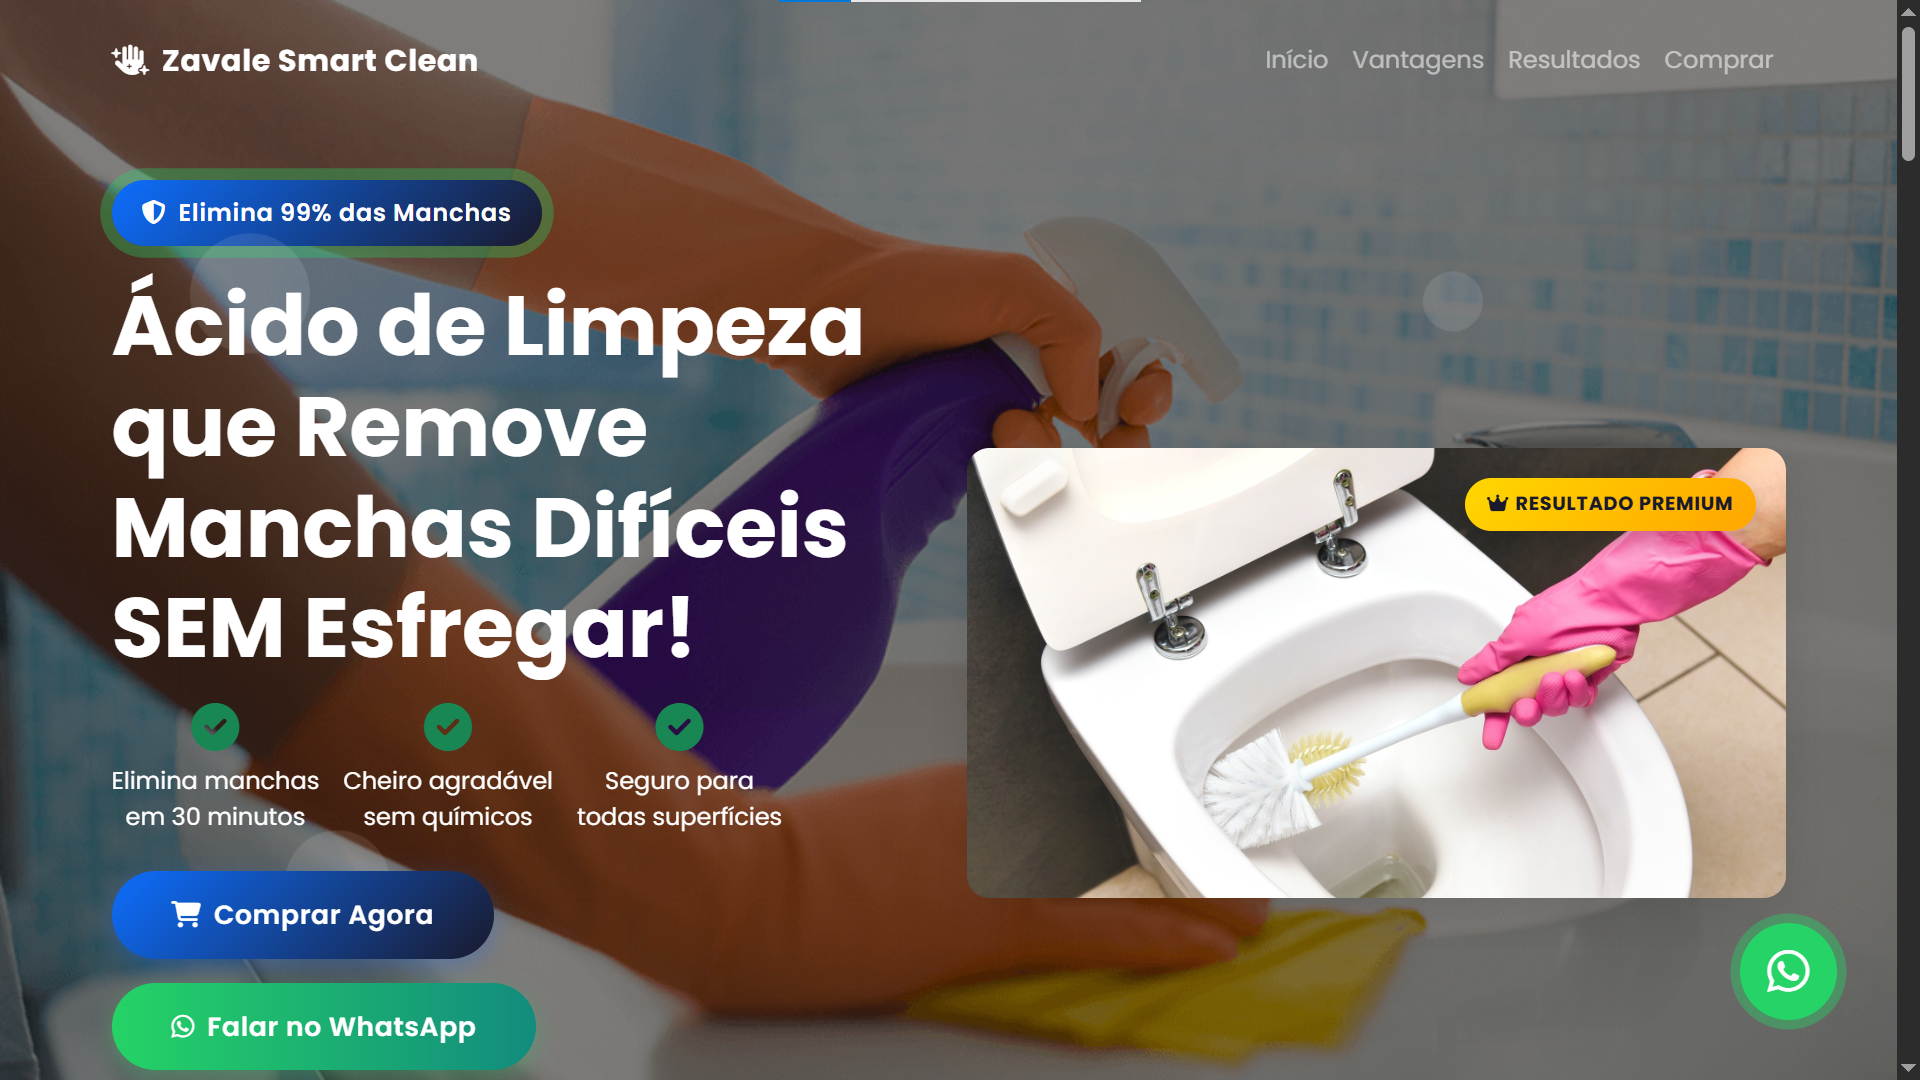 Zavale Smart Clean
Início Vantagens Resultados Comprar
Elimina 99% das Manchas
Ácido de Limpeza
que Remove
Manchas Difíceis
SEM Esfregar!
RESULTADO PREMIUM
Elimina manchas
em 30 minutos
Cheiro agradável
sem químicos
Seguro para
todas superfícies
Comprar Agora
Falar no WhatsApp